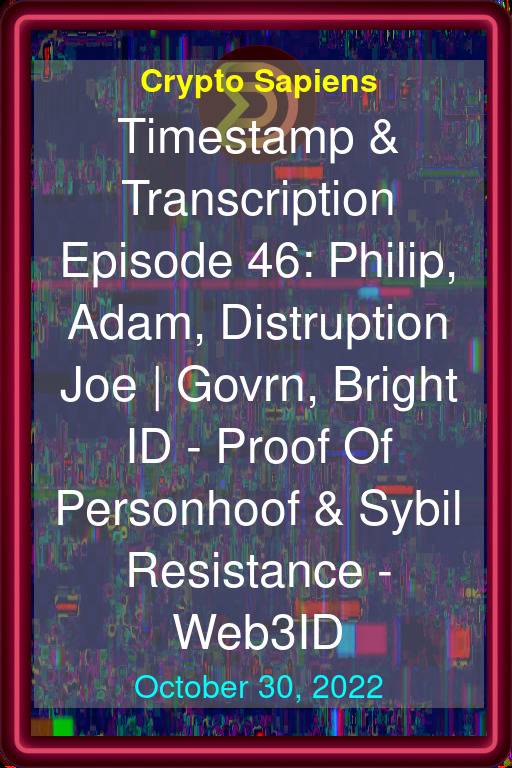 Crypto Sapiens
Timestamp &
Transcription
Episode 46: Philip,
Adam, Distruption
Joe | Govrn, Bright
ID - Proof Of
Personhoof & Sybil
Resistance -
Web3ID
October 30, 2022